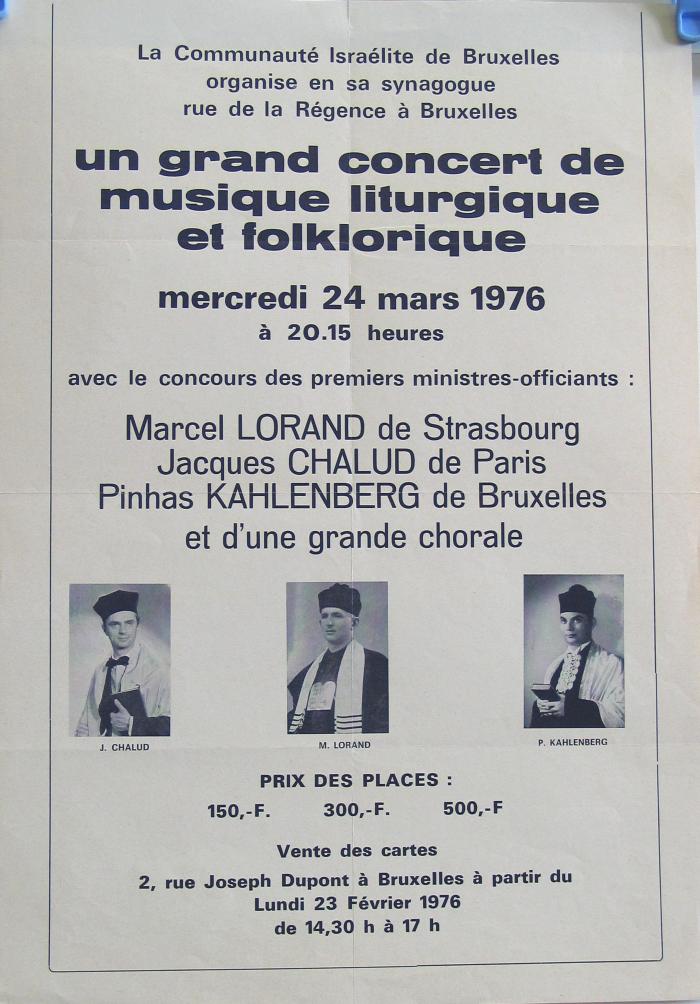 La Communauté Israélite de Bruxelles
organise en sa synagogue
rue de la Régence à Bruxelles
un grand concert de
musique liturgique
et folklorique
mercredi 24 mars 1976
à 20.15 heures
avec le concours des premiers ministres-officiants :
Marcel LORAND de Strasbourg
Jacques CHALUD de Paris
Pinhas KAHLENBERG de Bruxelles
et d'une grande chorale
J. CHALUD
M. LORAND
P. KAHLENBERG
PRIX DES PLACES :
150,-F. 300,-F. 500,-F
Vente des cartes
2, rue Joseph Dupont à Bruxelles à partir du
Lundi 23 Février 1976
de 14,30 h à 17 h